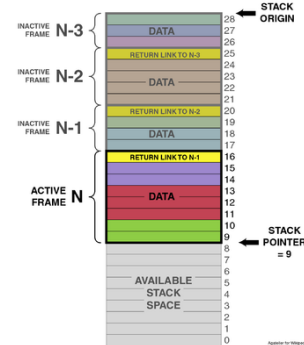 STACK
ORIGIN
28
INACTIVE
FRAME N-3
DATA
27
26
RETURN LINK TO N-3
25
24
INACTIVE
FRAME N-2
23
DATA
22
21
RETURN LINK TO N-2
20
19
INACTIVE
FRAME N-1
DATA
18
17
RETURN LINK TO N-1
16
15
14
ACTIVE
FRAME N
DATA
13
12
11
10
9
STACK
POINTER
= 9
8
7
6
AVAILABLE
STACK
SPACE
5
4
3
2
1
0